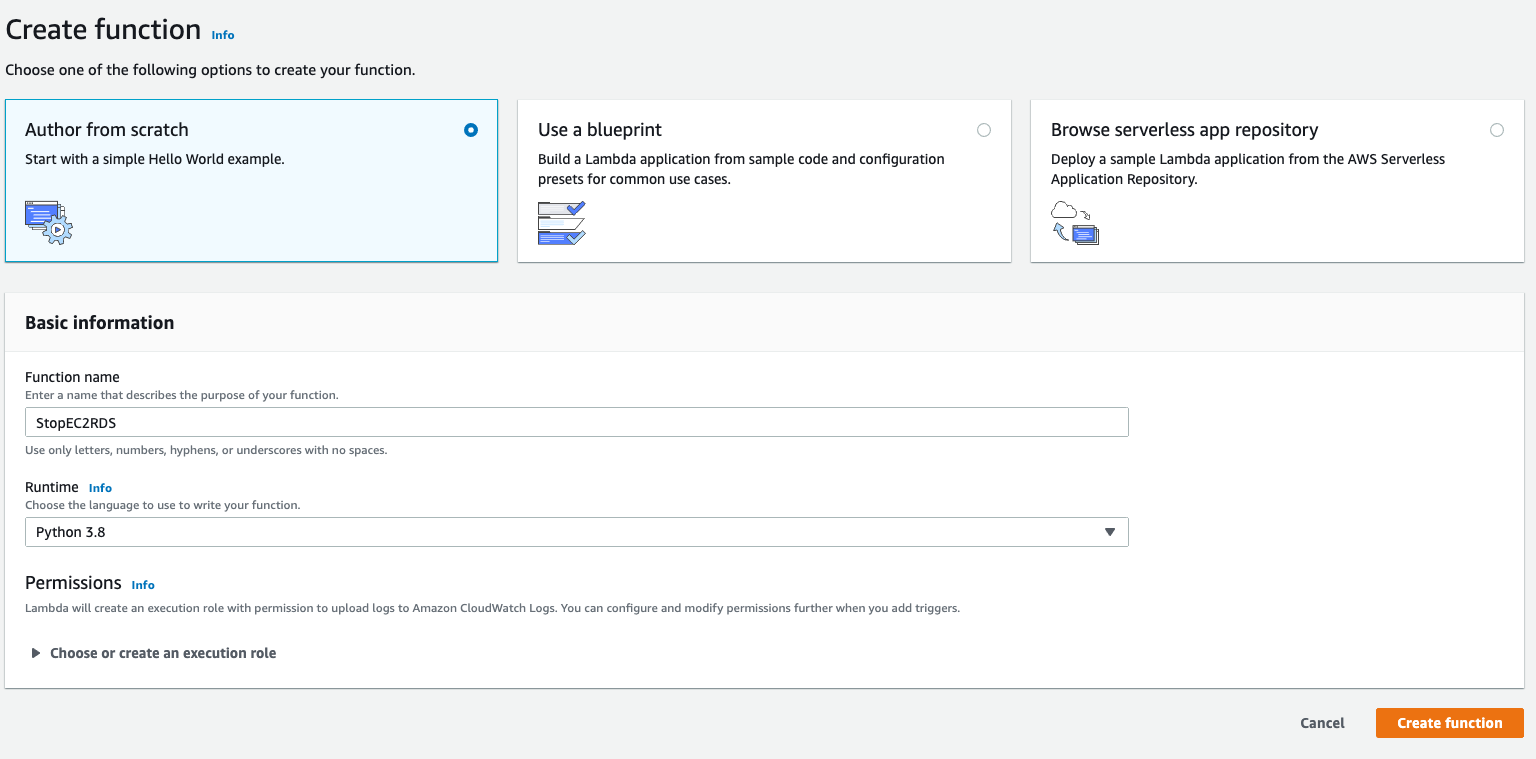 Create function Info
Choose one of the following options to create your function.
Author from scratch
Start with a simple Hello World example.
Use a blueprint
Build a Lambda application from sample code and configuration
presets for common use cases.
Browse serverless app repository
Deploy a sample Lambda application from the AWS Serverless
Application Repository.
Basic information
Function name
Enter a name that describes the purpose of your function.
StopEC2RDS
Use only letters, numbers, hyphens, or underscores with no spaces.
Runtime Info
Choose the language to use to write your function.
Python 3.8
Permissions Info
Lambda will create an execution role with permission to upload logs to Amazon CloudWatch Logs. You can configure and modify permissions further when you add triggers.
Choose or create an execution role
Cancel Create function